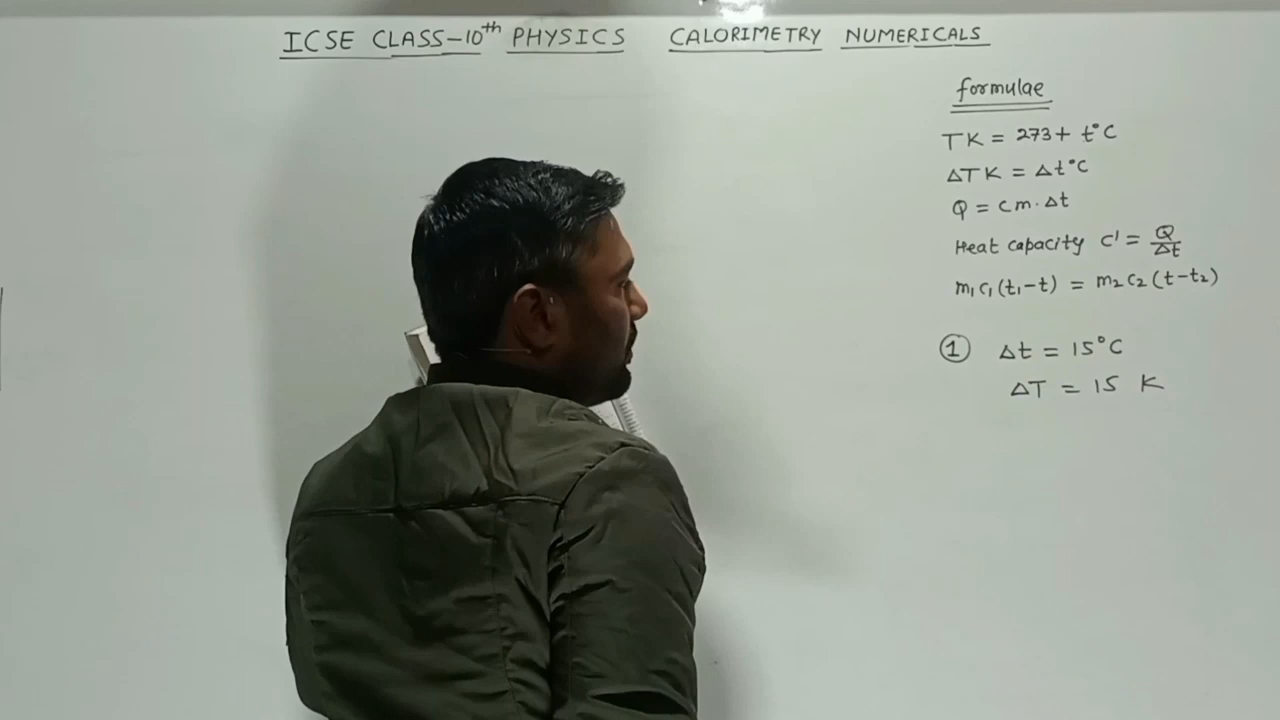 ICSE CLASS-10th PHYSICS CALORIMETRY NUMERICALS
formulae
TK = 273 + t°C
ΔTK = Δt°C
Q = cm·Δt
Heat capacity c' = Q/Δt
m₁c₁(t₁-t) = m₂c₂(t-t₂)
① Δt = 15°C
ΔT = 15 K